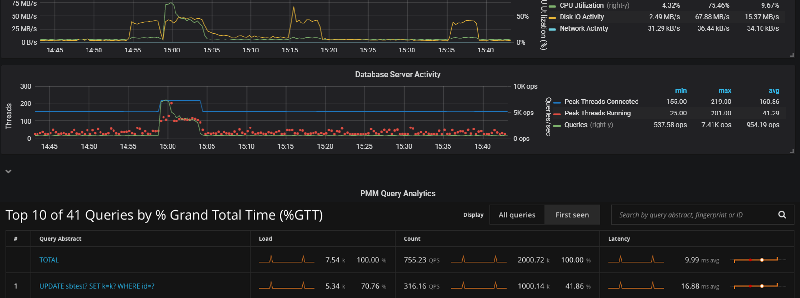 75 MB/s
50 MB/s
25 MB/s
0 B/s
14:45 14:50 14:55 15:00 15:05 15:10 15:15 15:20 15:25 15:30 15:35 15:40
50%
0%
Utilization (%)
CPU Utilization (right-y) 4.32% 75.46% 9.67%
Disk IO Activity 2.49 MB/s 67.88 MB/s 15.37 MB/s
Network Activity 31.29 kB/s 36.44 kB/s 34.10 kB/s
Database Server Activity
Threads
300
200
100
0
14:45 14:50 14:55 15:00 15:05 15:10 15:15 15:20 15:25 15:30 15:35 15:40
10K ops
5K ops
0 ops
Queries/sec
min max avg
Peak Threads Connected 155.00 219.00 160.86
Peak Threads Running 25.00 201.00 41.29
Queries (right-y) 537.58 ops 7.41K ops 954.19 ops
PMM Query Analytics
Top 10 of 41 Queries by % Grand Total Time (%GTT)
Display All queries First seen
Search by query abstract, fingerprint or ID
# Query Abstract Load Count Latency
TOTAL 7.54 k 100.00 % 755.23 QPS 2000.72 k 100.00 % 9.99 ms avg
1 UPDATE sbtest? SET k=k? WHERE id=? 5.34 k 70.76 % 316.16 QPS 1000.14 k 41.86 % 16.88 ms avg